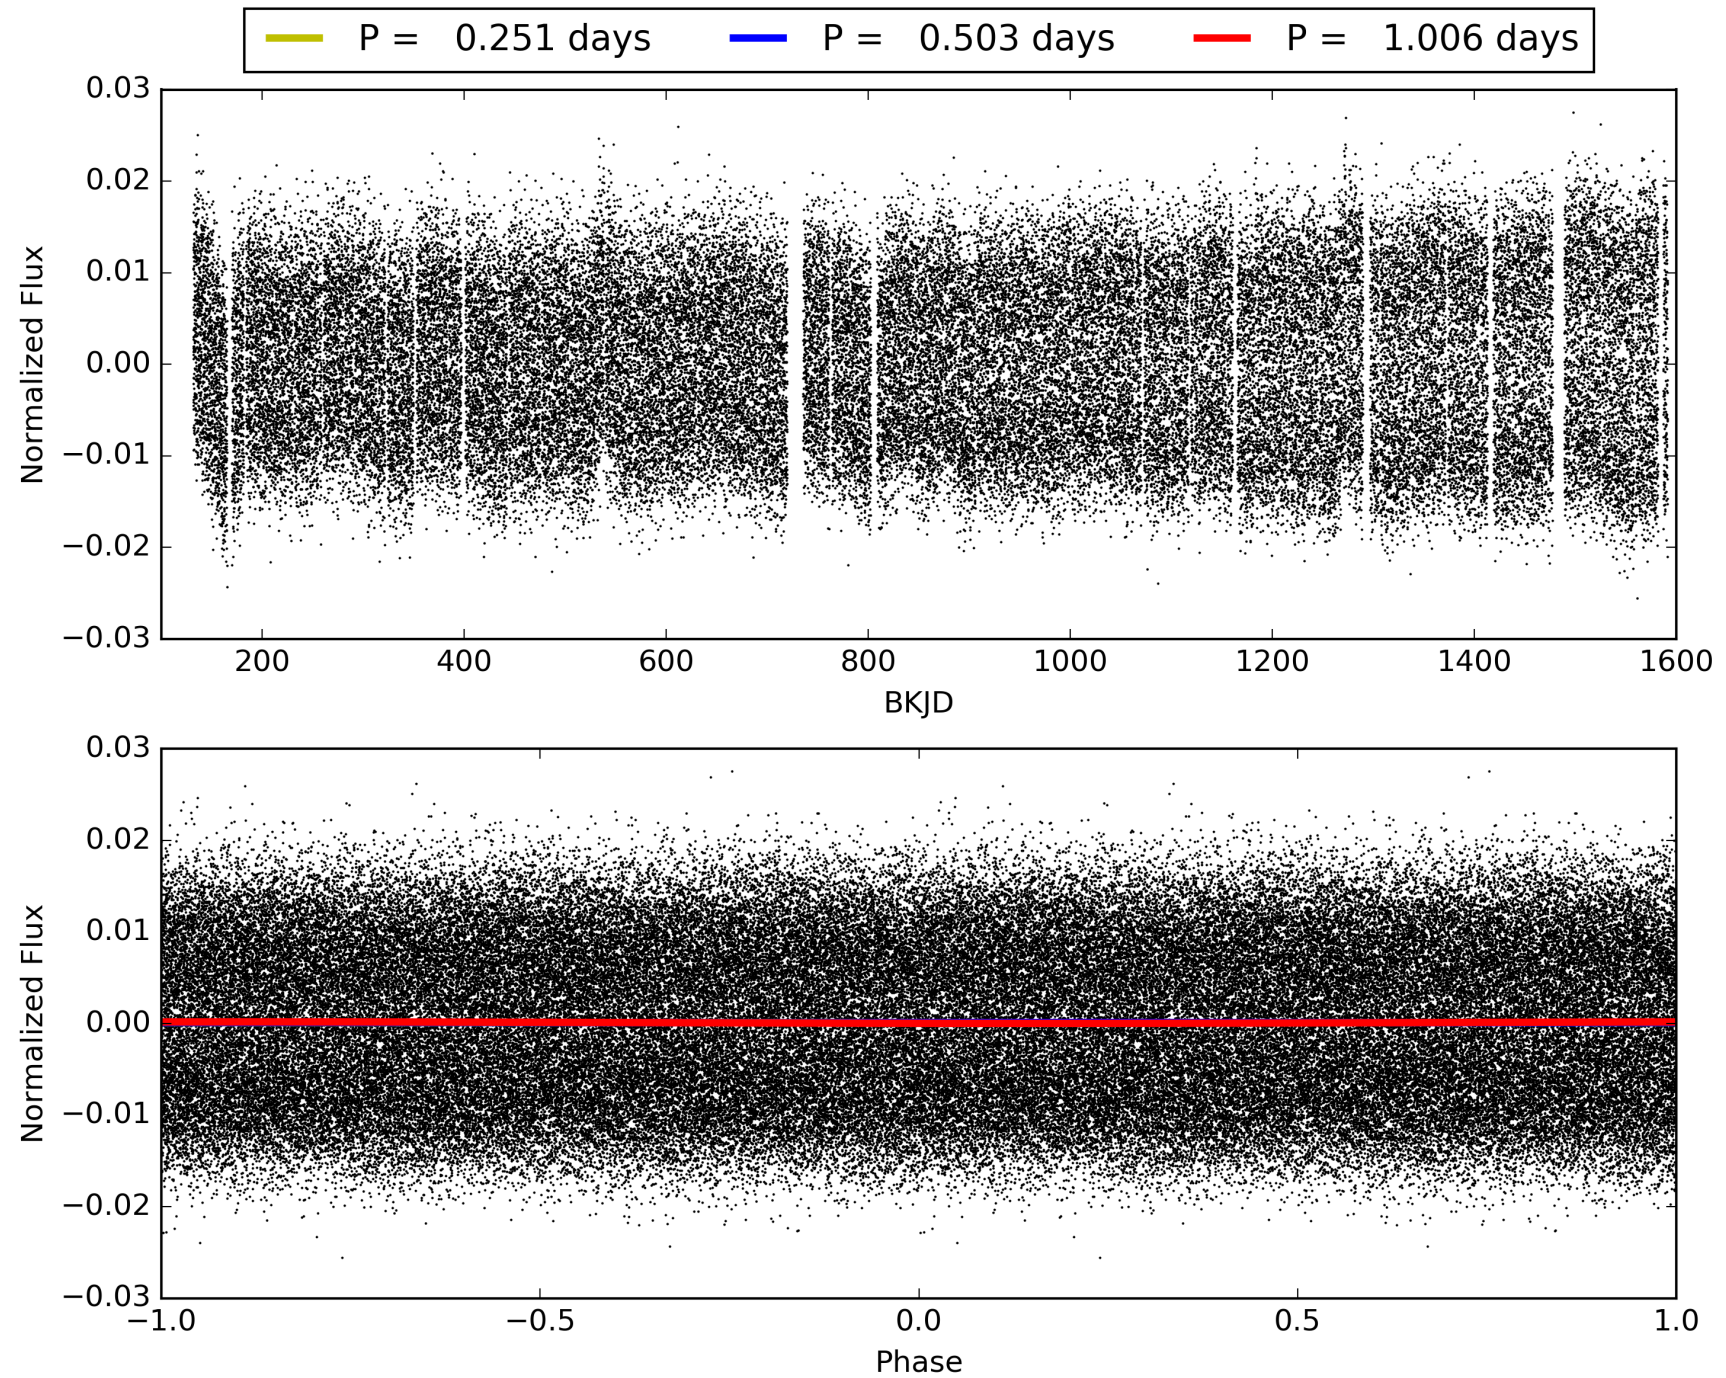 P = 0.251 days P = 0.503 days P = 1.006 days
0.03
0.02
0.01
0.00
−0.01
−0.02
−0.03
Normalized Flux
200 400 600 800 1000 1200 1400 1600
BKJD
0.03
0.02
0.01
0.00
−0.01
−0.02
−0.03
Normalized Flux
−1.0 −0.5 0.0 0.5 1.0
Phase